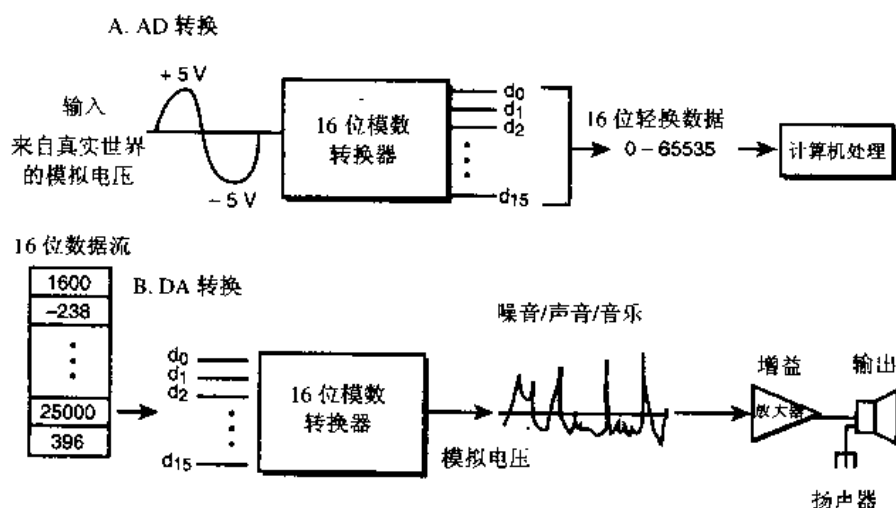 A. AD 转换
+5 V
输入
来自真实世界
的模拟电压
−5 V
16 位模数
转换器
d0
d1
d2
d15
16 位轻换数据
0 − 65535
计算机处理
16 位数据流
1600
−238
25000
396
B. DA 转换
d0
d1
d2
d15
16 位模数
转换器
模拟电压
噪音/声音/音乐
增益
放大器
输出
扬声器